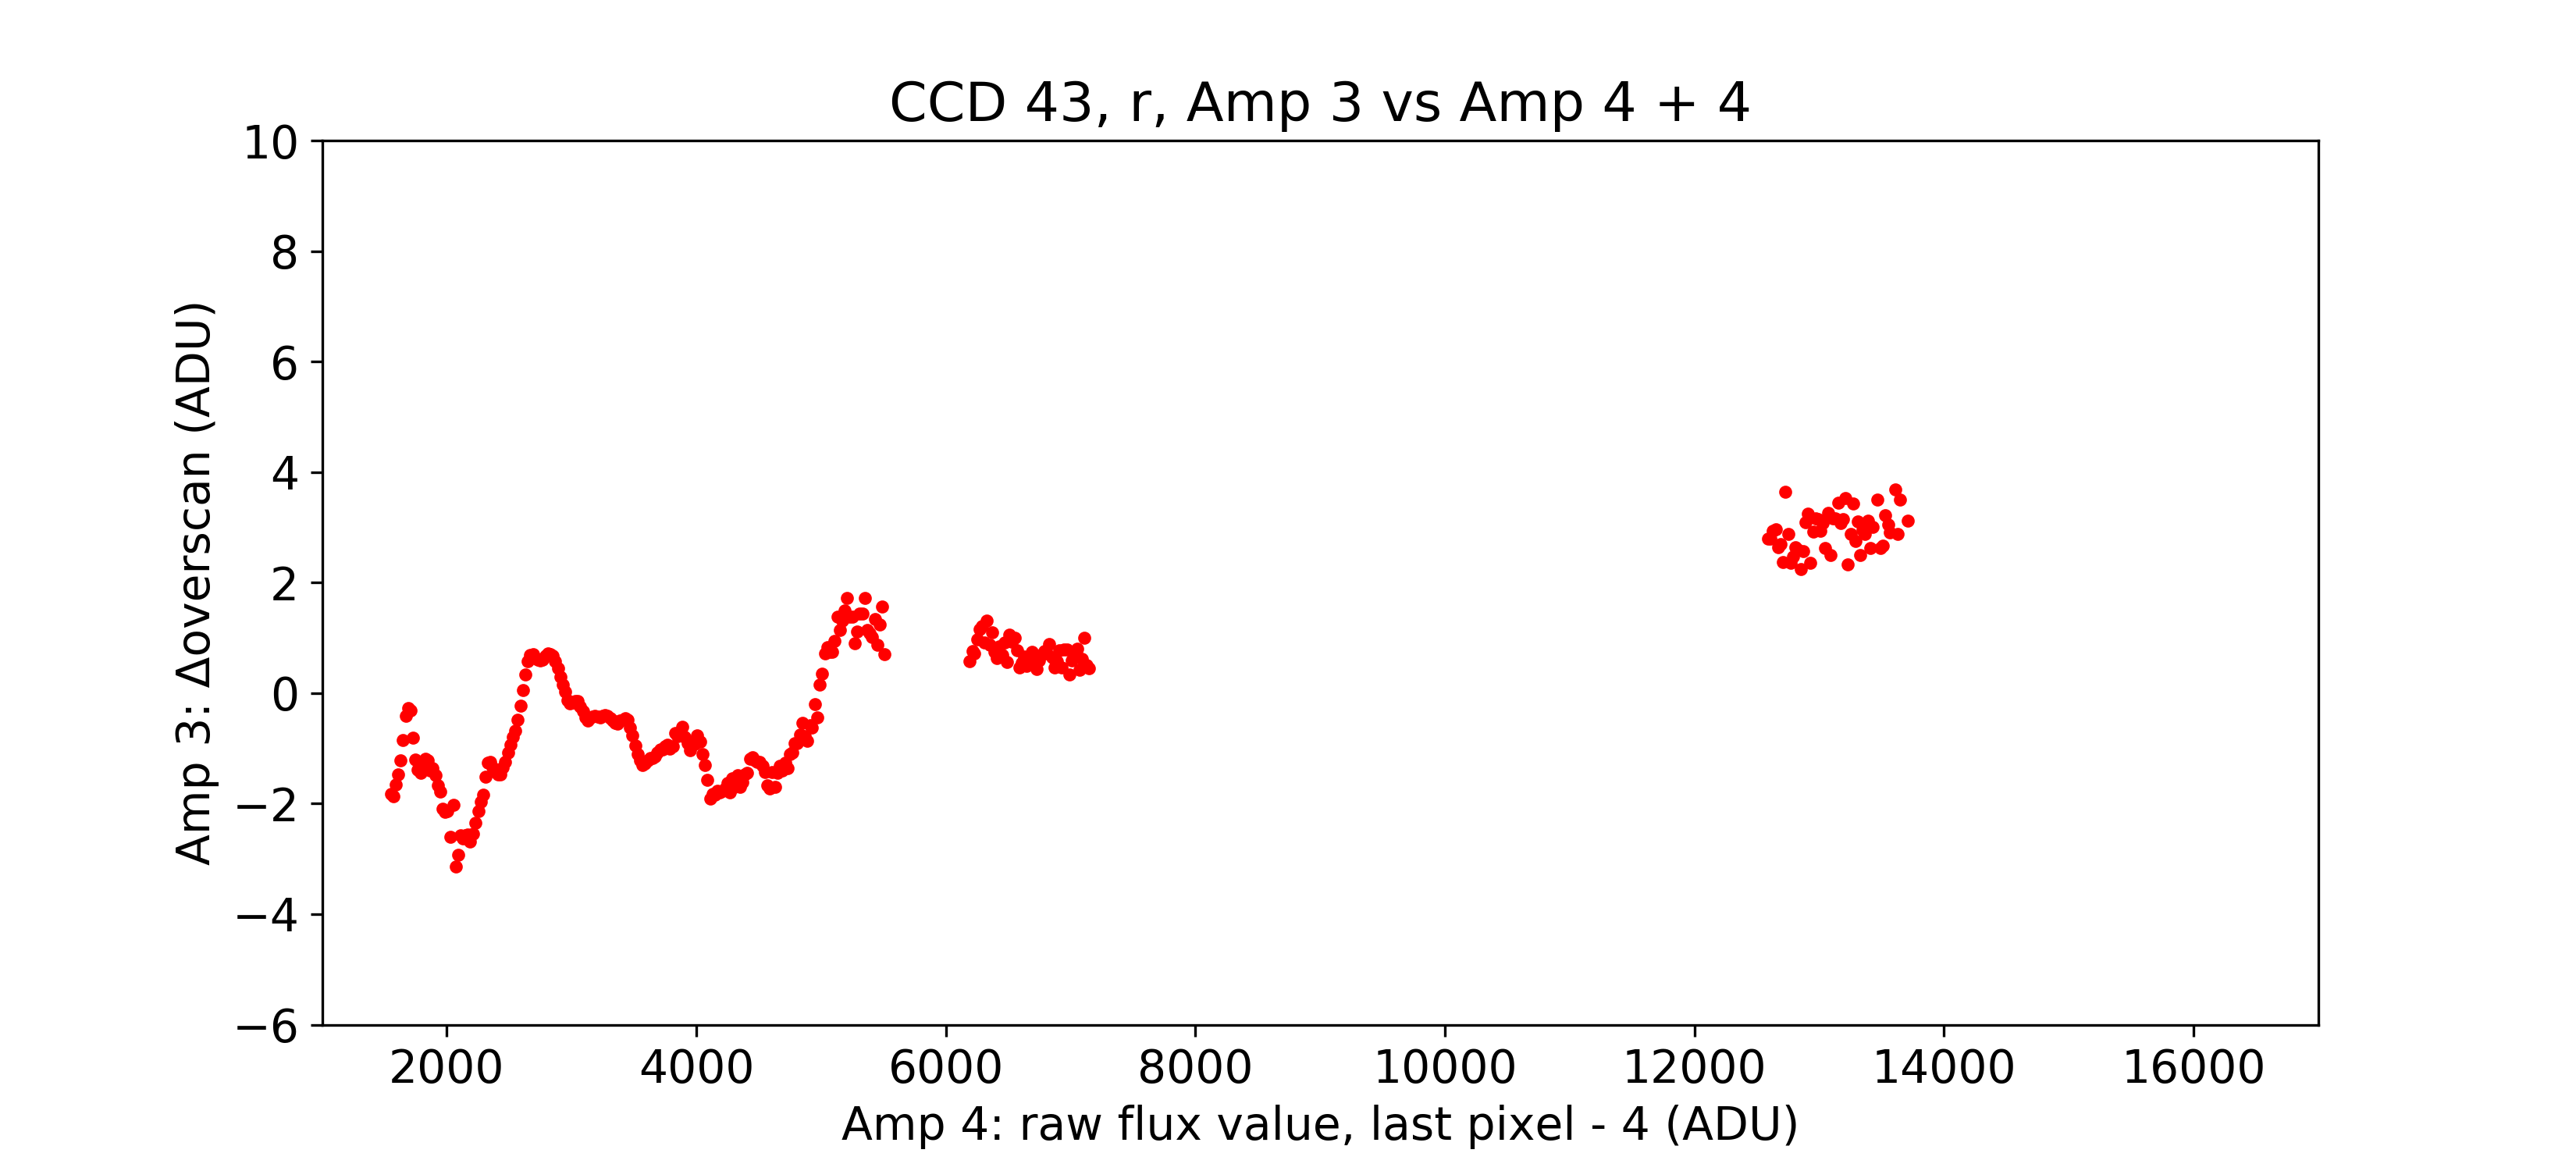 CCD 43, r, Amp 3 vs Amp 4 + 4
10
8
6
4
2
0
−2
−4
−6
Amp 3: Δoverscan (ADU)
2000 4000 6000 8000 10000 12000 14000 16000
Amp 4: raw flux value, last pixel - 4 (ADU)